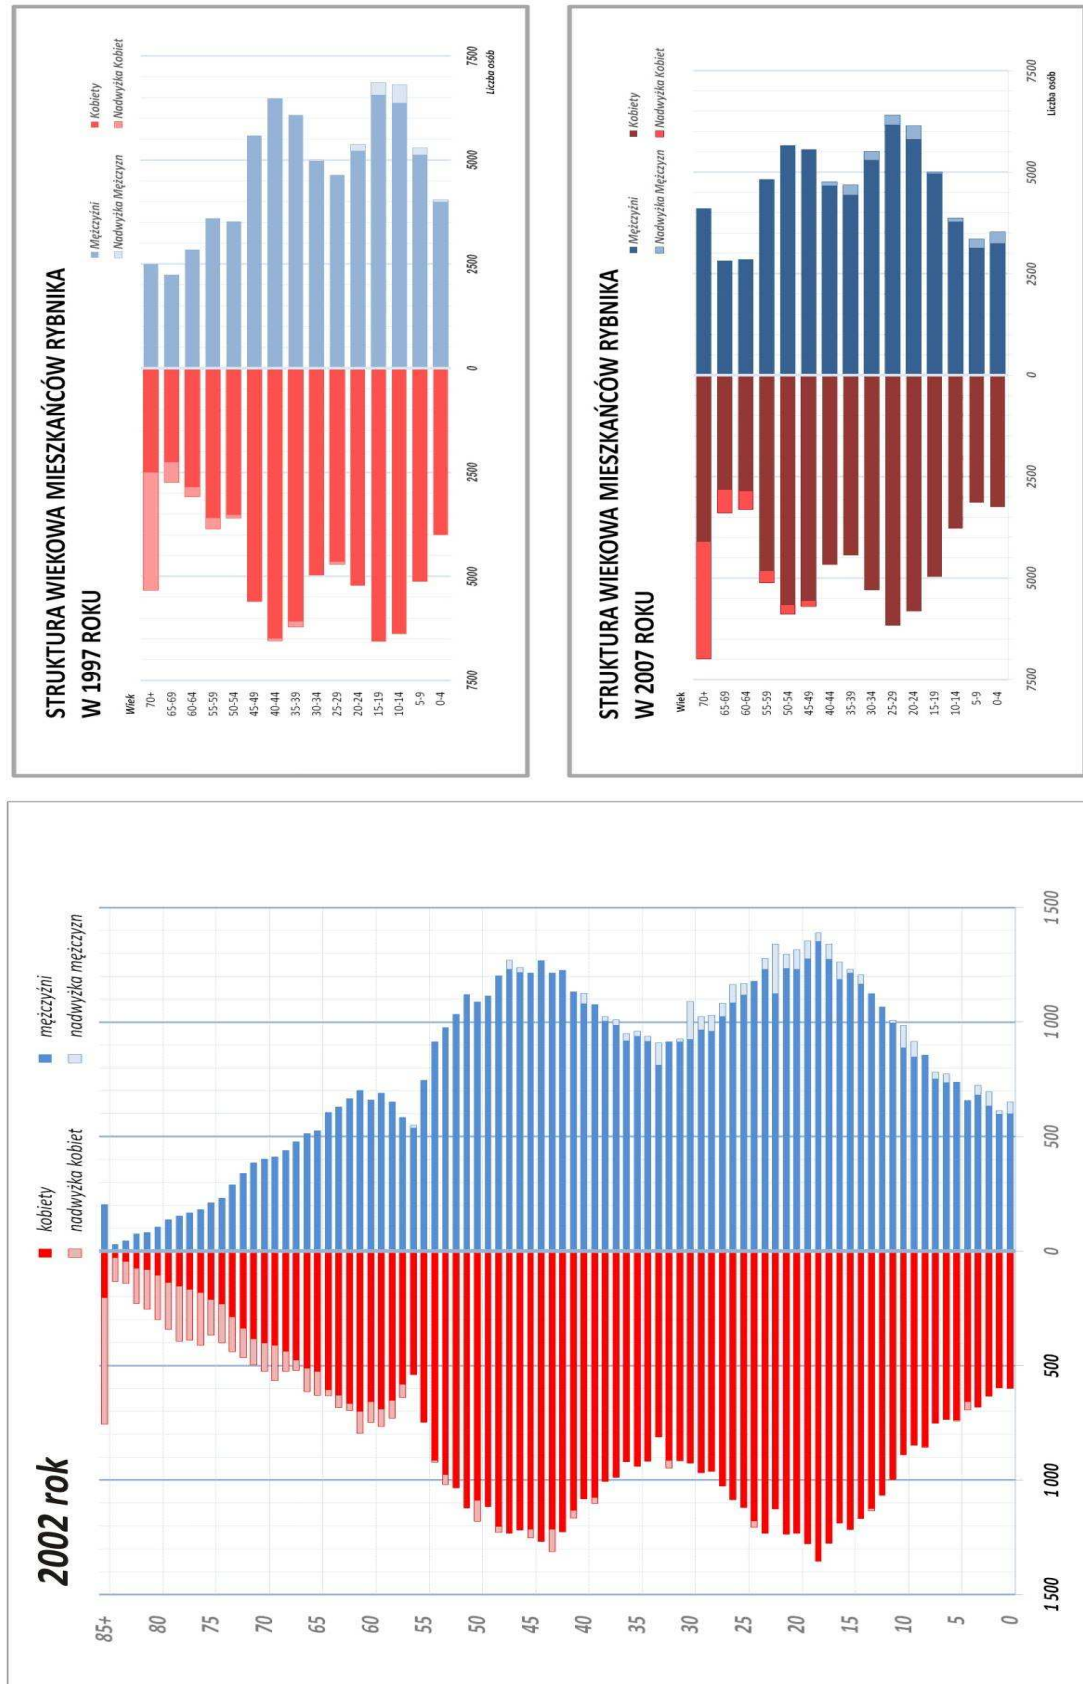 2002 rok
kobiety
mężczyźni
nadwyżka kobiet
nadwyżka mężczyzn
85+
80
75
70
65
60
55
50
45
40
35
30
25
20
15
10
5
0
1500 1000 500 0 500 1000 1500
STRUKTURA WIEKOWA MIESZKAŃCÓW RYBNIKA
W 1997 ROKU
Mężczyźni
Kobiety
Nadwyżka Mężczyzn
Nadwyżka Kobiet
Wiek
70+
65-69
60-64
55-59
50-54
45-49
40-44
35-39
30-34
25-29
20-24
15-19
10-14
5-9
0-4
7500 5000 2500 0 2500 5000 7500
Liczba osób
STRUKTURA WIEKOWA MIESZKAŃCÓW RYBNIKA
W 2007 ROKU
Mężczyźni
Kobiety
Nadwyżka Mężczyzn
Nadwyżka Kobiet
Wiek
70+
65-69
60-64
55-59
50-54
45-49
40-44
35-39
30-34
25-29
20-24
15-19
10-14
5-9
0-4
7500 5000 2500 0 2500 5000 7500
Liczba osób